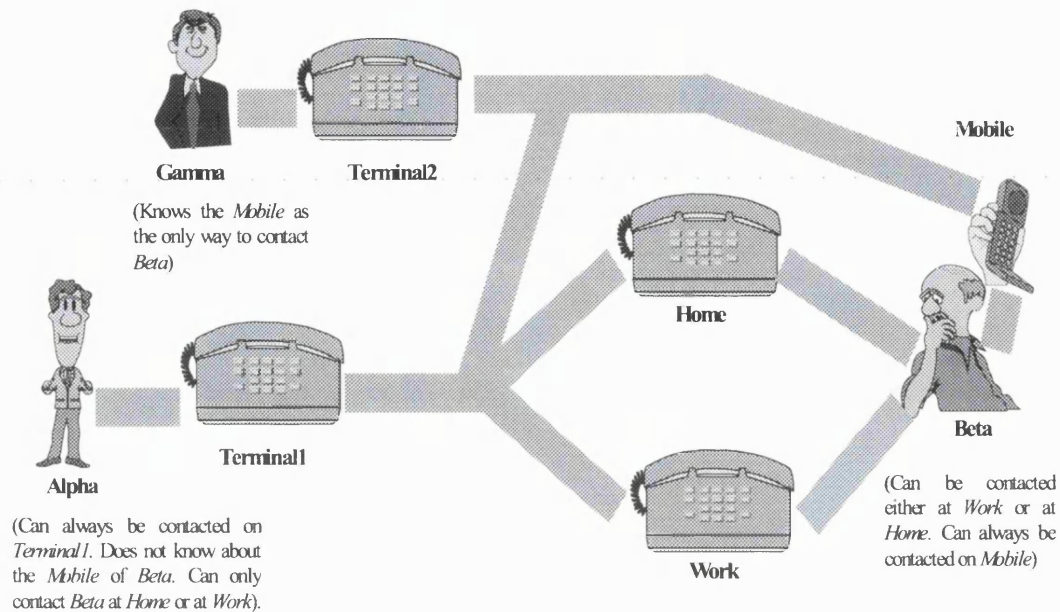 Mobile
Gamma
Terminal2
(Knows the Mobile as
the only way to contact
Beta)
Home
Beta
Terminal1
Alpha
(Can be contacted
either at Work or at
Home. Can always be
contacted on Mobile)
(Can always be contacted on
Terminal1. Does not know about
the Mobile of Beta. Can only
contact Beta at Home or at Work).
Work